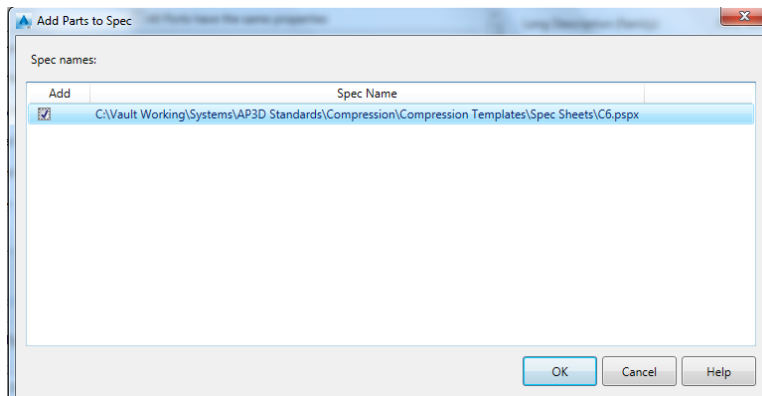 Add Parts to Spec
Spec names:
Add Spec Name
C:\Vault Working\Systems\AP3D Standards\Compression\Compression Templates\Spec Sheets\C6.pspx
OK Cancel Help